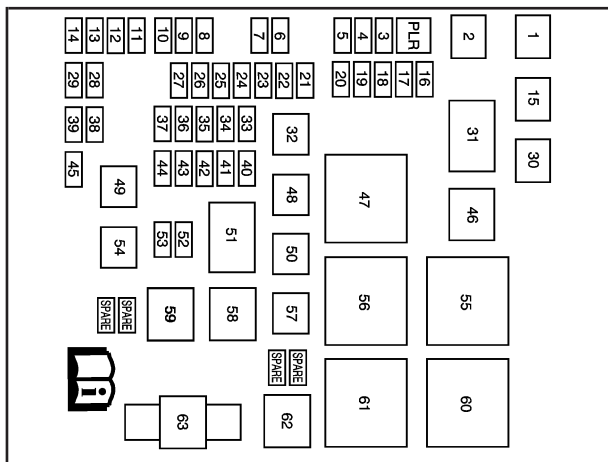 14 13 12 11 10 9 8 7 6 5 4 3 PLR 2 1
29 28 27 26 25 24 23 22 21 20 19 18 17 16 15
39 38 37 36 35 34 33 32 31 30
45 44 43 42 41 40
49 48 47 46
54 53 52 51 50
SPARE SPARE 59 58 57 56 55
SPARE SPARE
i 63 62 61 60